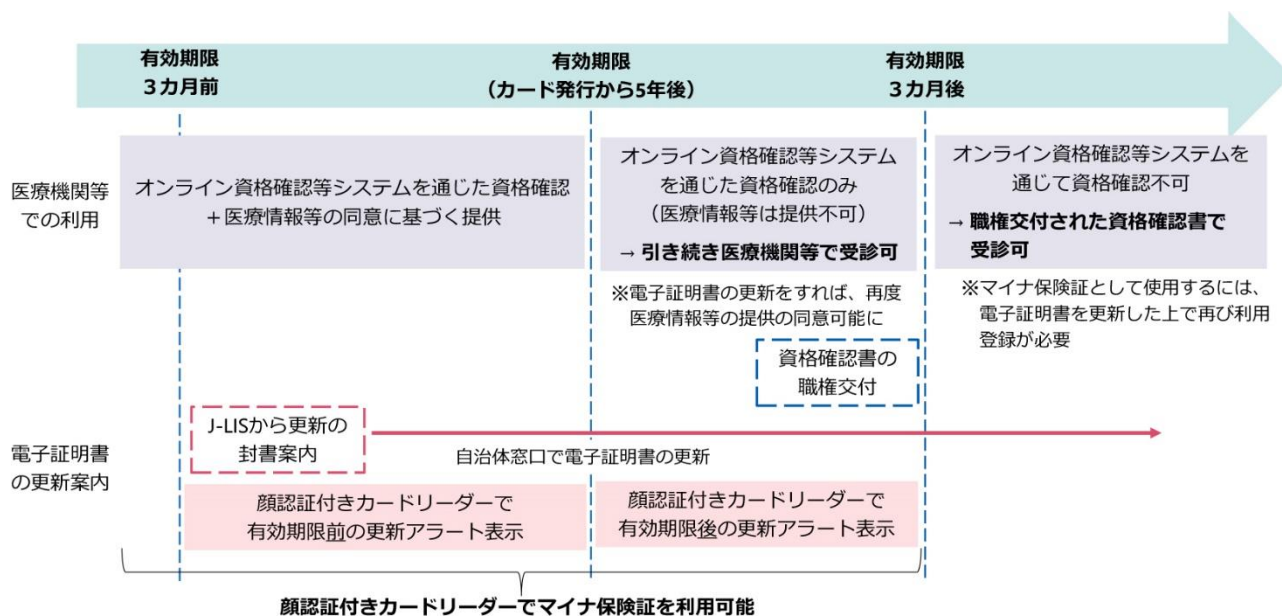 有効期限
３カ月前
有効期限
（カード発行から5年後）
有効期限
３カ月後
医療機関等
での利用
オンライン資格確認等システムを通じた資格確認
＋医療情報等の同意に基づく提供
オンライン資格確認等システム
を通じた資格確認のみ
（医療情報等は提供不可）
→ 引き続き医療機関等で受診可
オンライン資格確認等システムを
通じて資格確認不可
→ 職権交付された資格確認書で
受診可
※電子証明書の更新をすれば、再度
医療情報等の提供の同意可能に
※マイナ保険証として使用するには、
電子証明書を更新した上で再び利用
登録が必要
資格確認書の
職権交付
電子証明書
の更新案内
J-LISから更新の
封書案内
自治体窓口で電子証明書の更新
顔認証付きカードリーダーで
有効期限前の更新アラート表示
顔認証付きカードリーダーで
有効期限後の更新アラート表示
顔認証付きカードリーダーでマイナ保険証を利用可能